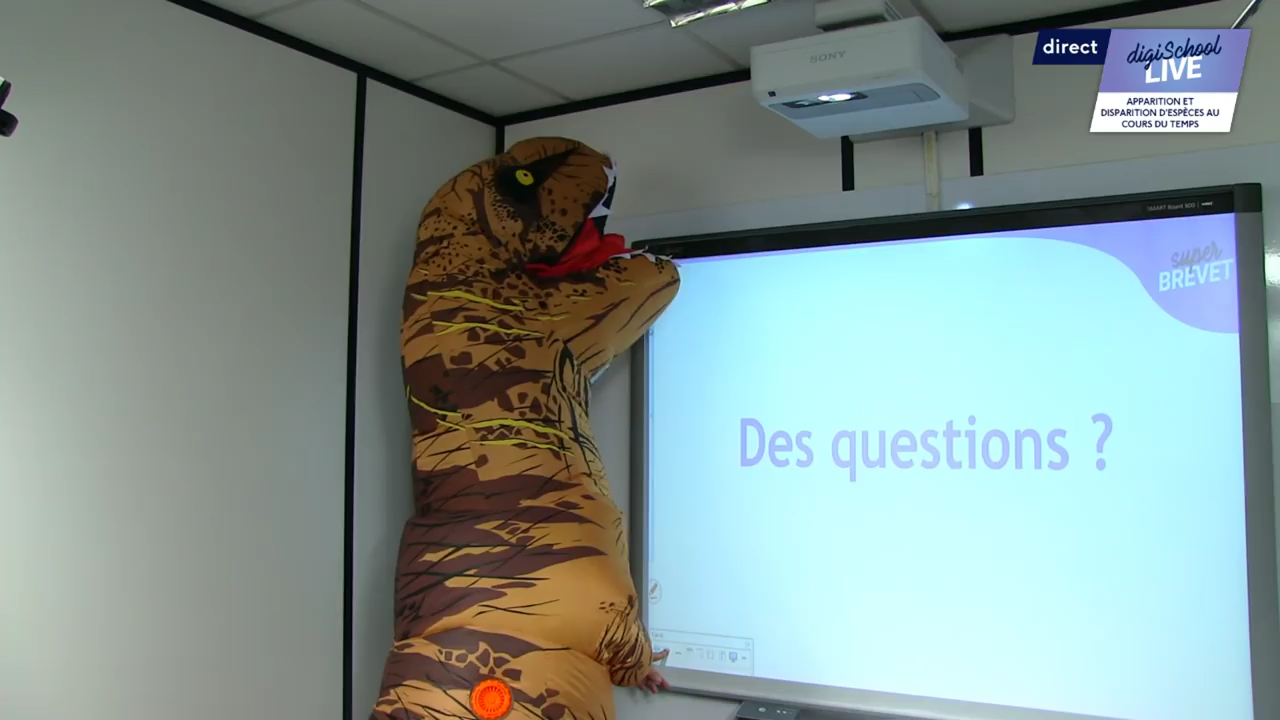 SONY
direct
digiSchool
LIVE
APPARITION ET
DISPARITION D'ESPÈCES AU
COURS DU TEMPS
super
BREVET
Des questions ?